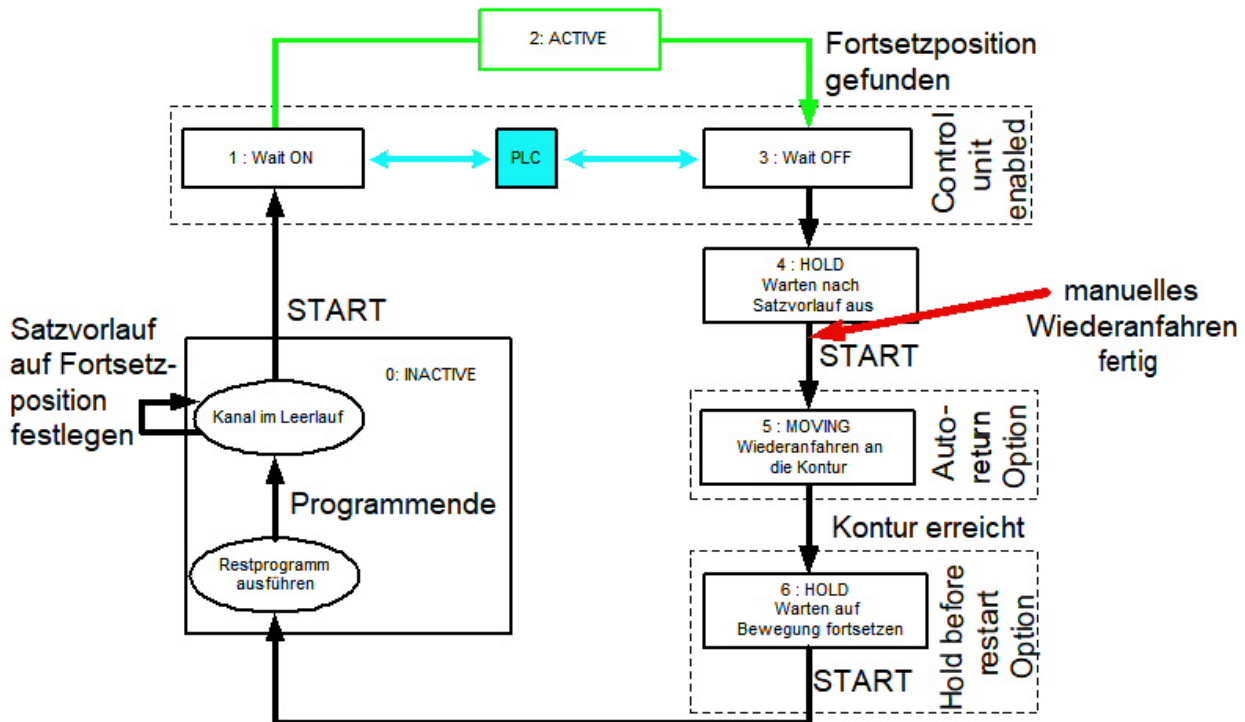 2: ACTIVE
Fortsetzposition
gefunden
1 : Wait ON
PLC
3 : Wait OFF
Control
unit
enabled
4 : HOLD
Warten nach
Satzvorlauf aus
manuelles
Wiederanfahren
fertig
START
START
Satzvorlauf
auf Fortsetz-
position
festlegen
0: INACTIVE
Kanal im Leerlauf
5 : MOVING
Wiederanfahren an
die Kontur
Auto-
return
Option
Programmende
Kontur erreicht
Restprogramm
ausführen
6 : HOLD
Warten auf
Bewegung fortsetzen
Hold before
restart
Option
START